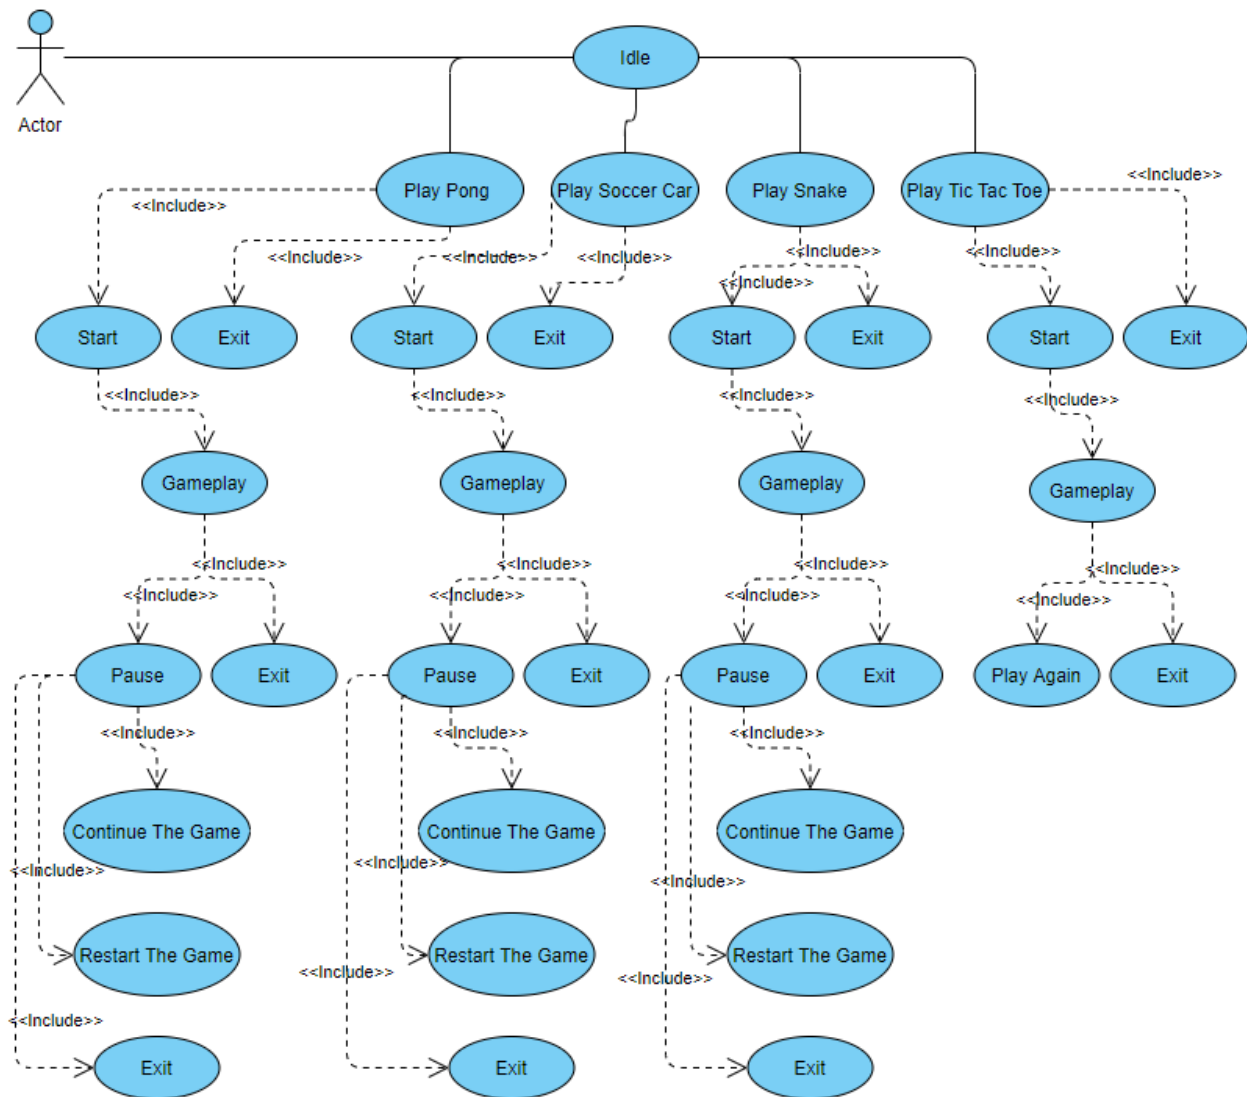 Idle
Actor
Play Pong
Play Soccer Car
Play Snake
Play Tic Tac Toe
<<Include>>
<<Include>>
<<Include>>
<<Include>>
<<Include>>
<<Include>>
<<Include>>
<<Include>>
Start
Exit
Start
Exit
Start
Exit
Start
Exit
<<Include>>
<<Include>>
<<Include>>
<<Include>>
Gameplay
Gameplay
Gameplay
Gameplay
<<Include>>
<<Include>>
<<Include>>
<<Include>>
<<Include>>
<<Include>>
<<Include>>
<<Include>>
Pause
Exit
Pause
Exit
Pause
Exit
Play Again
Exit
<<Include>>
<<Include>>
<<Include>>
Continue The Game
Continue The Game
Continue The Game
<<Include>>
<<Include>>
<<Include>>
Restart The Game
Restart The Game
Restart The Game
<<Include>>
<<Include>>
<<Include>>
Exit
Exit
Exit